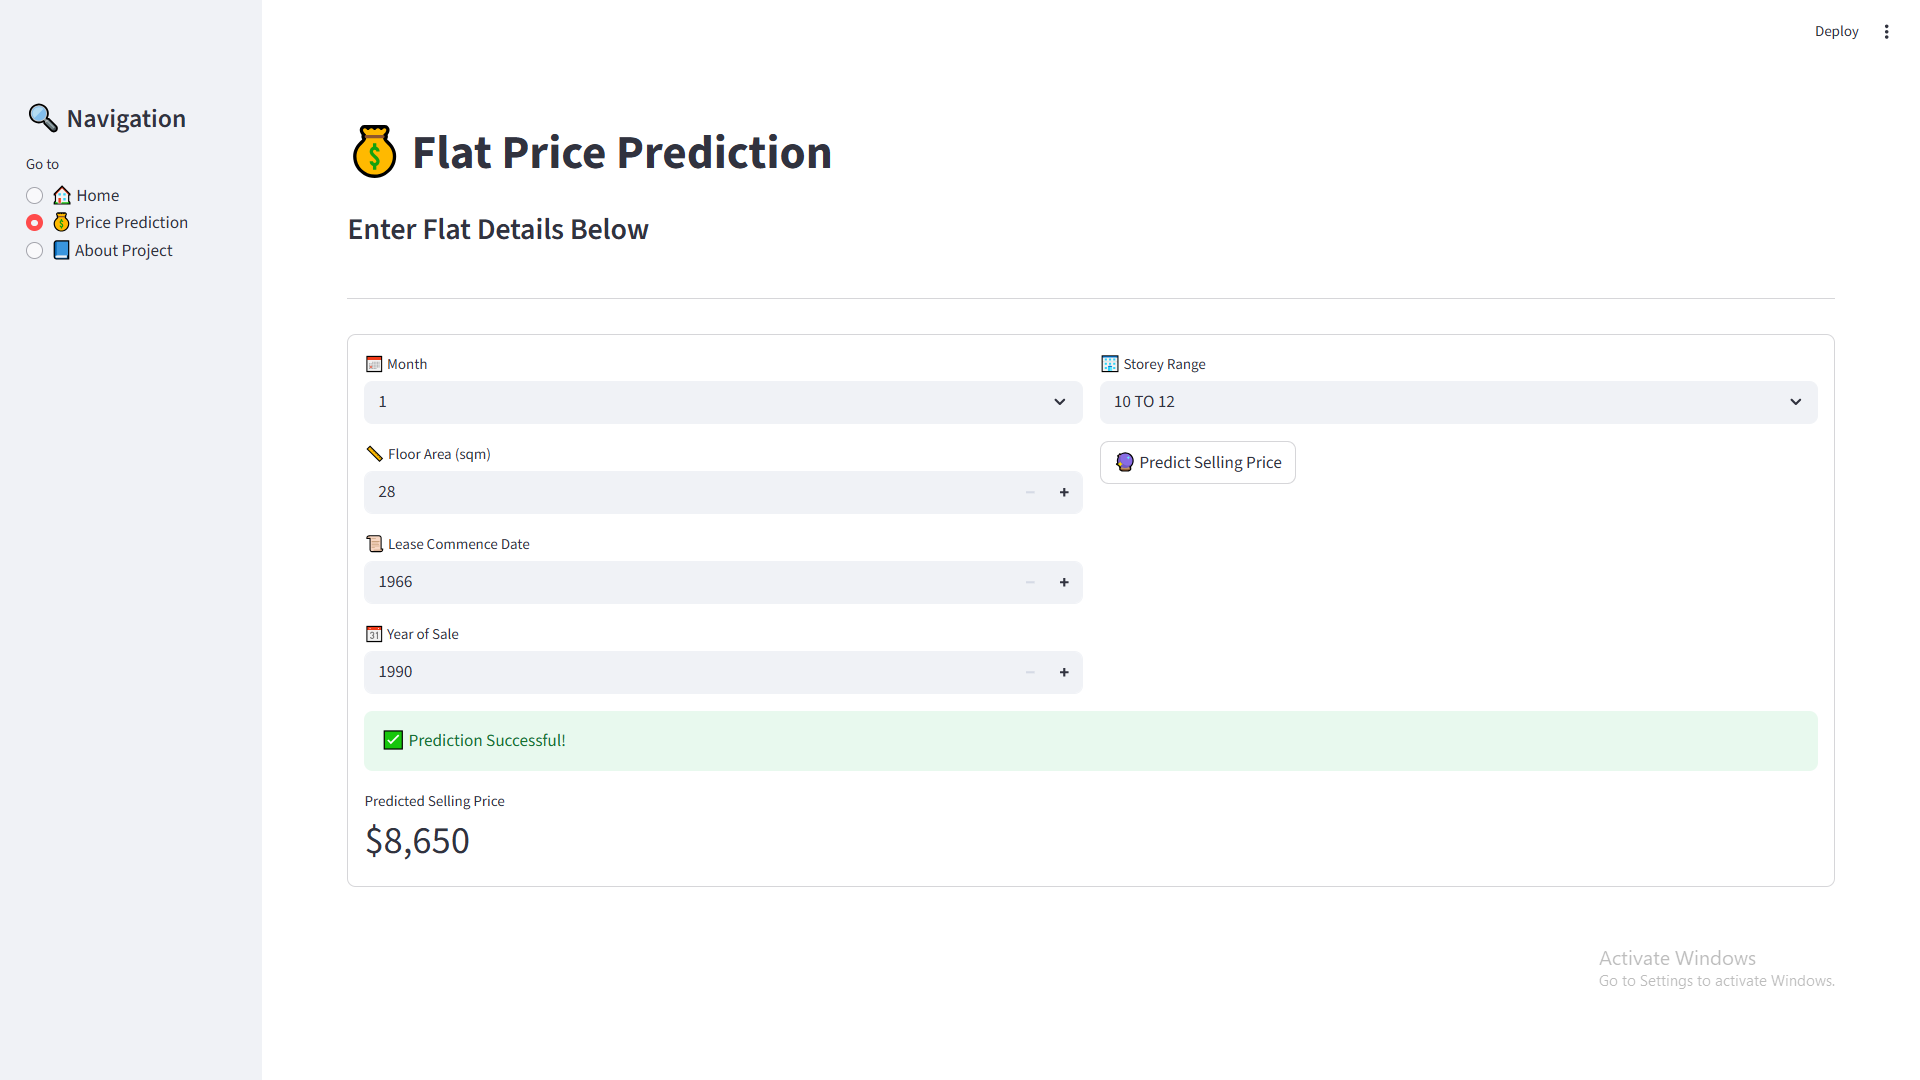 Deploy
Navigation
Go to
Home
Price Prediction
About Project
Flat Price Prediction
Enter Flat Details Below
Month
1
Floor Area (sqm)
28
Lease Commence Date
1966
Year of Sale
1990
Storey Range
10 TO 12
Predict Selling Price
Prediction Successful!
Predicted Selling Price
$8,650
Activate Windows
Go to Settings to activate Windows.